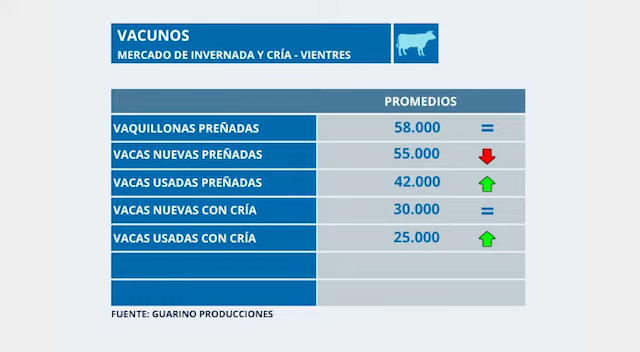 VACUNOS
MERCADO DE INVERNADA Y CRÍA - VIENTRES
PROMEDIOS
VAQUILLONAS PREÑADAS 58.000 =
VACAS NUEVAS PREÑADAS 55.000
VACAS USADAS PREÑADAS 42.000
VACAS NUEVAS CON CRÍA 30.000 =
VACAS USADAS CON CRÍA 25.000
FUENTE: GUARINO PRODUCCIONES